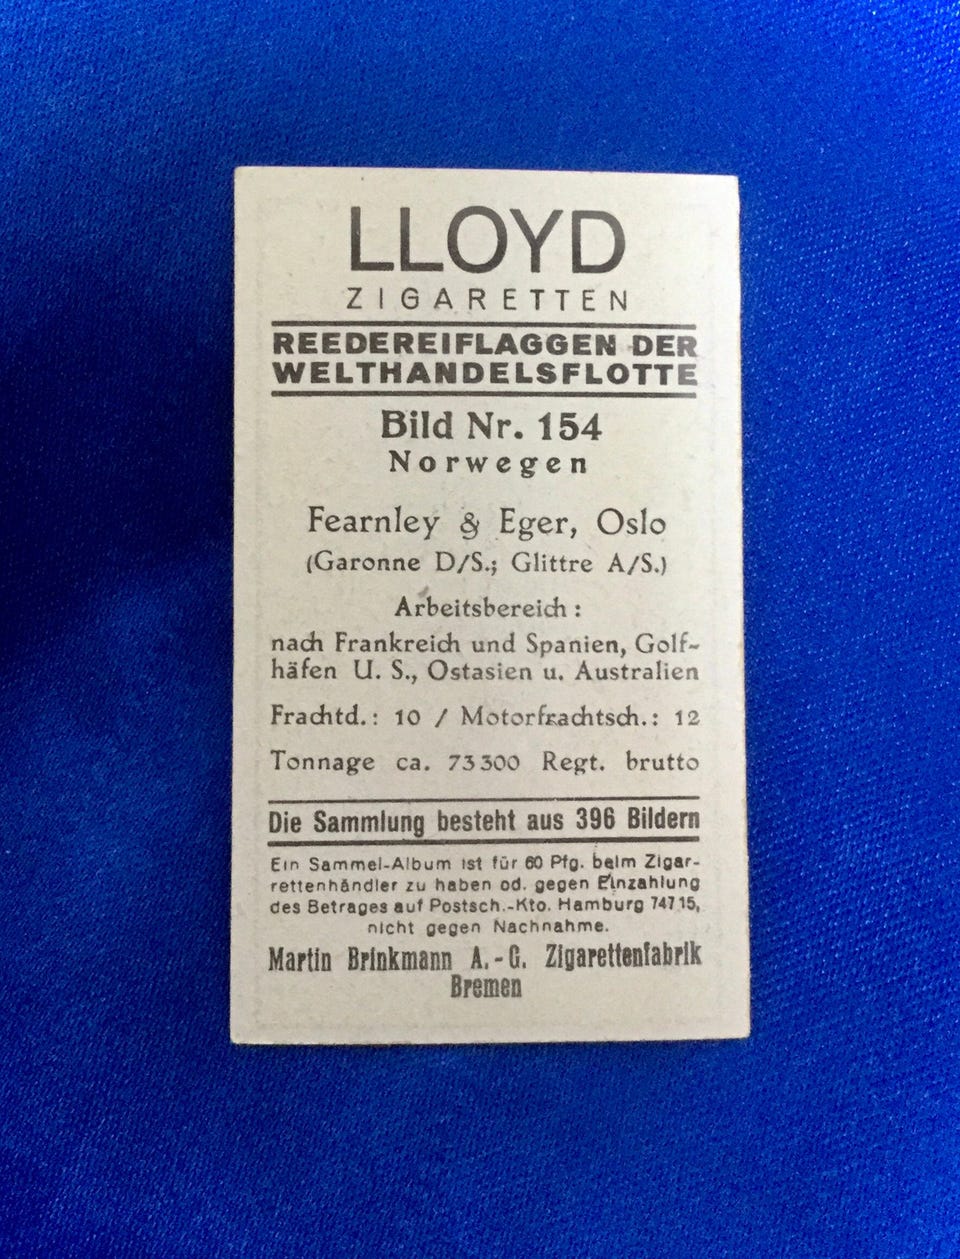 LLOYD
ZIGARETTEN
REEDEREIFLAGGEN DER
WELTHANDELSFLOTTE
Bild Nr. 154
Norwegen
Fearnley & Eger, Oslo
(Garonne D/S.; Glittre A/S.)
Arbeitsbereich:
nach Frankreich und Spanien, Golf-
häfen U. S., Ostasien u. Australien
Frachtd.: 10 / Motorfrachtsch.: 12
Tonnage ca. 73300 Regt. brutto
Die Sammlung besteht aus 396 Bildern
Ein Sammel-Album ist für 60 Pfg. beim Zigar-
rettenhändler zu haben od. gegen Einzahlung
des Betrages auf Postsch.-Kto. Hamburg 74715,
nicht gegen Nachnahme.
Martin Brinkmann A.-G. Zigarettenfabrik
Bremen